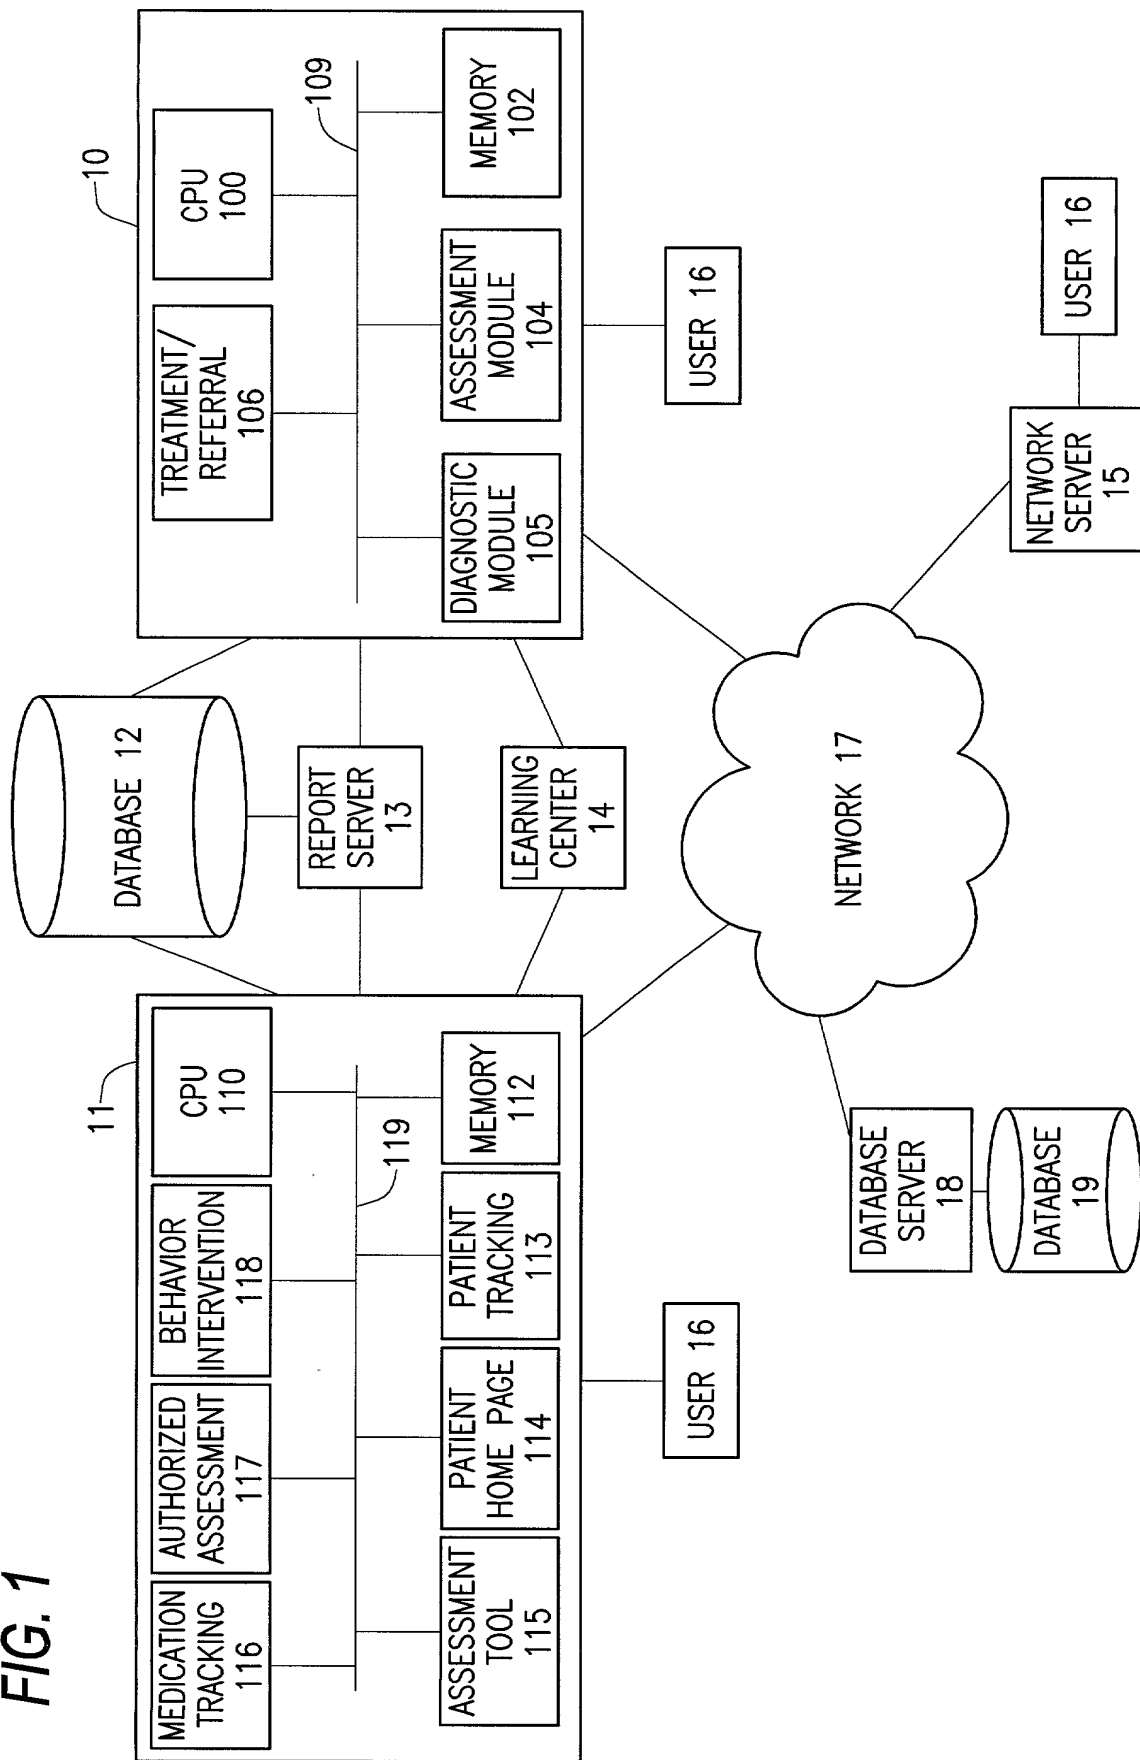 FIG. 1
11
MEDICATION
TRACKING
116
AUTHORIZED
ASSESSMENT
117
BEHAVIOR
INTERVENTION
118
CPU
110
119
ASSESSMENT
TOOL
115
PATIENT
HOME PAGE
114
PATIENT
TRACKING
113
MEMORY
112
USER 16
DATABASE 12
REPORT
SERVER
13
LEARNING
CENTER
14
10
TREATMENT/
REFERRAL
106
CPU
100
109
DIAGNOSTIC
MODULE
105
ASSESSMENT
MODULE
104
MEMORY
102
USER 16
NETWORK 17
DATABASE
SERVER
18
DATABASE
19
NETWORK
SERVER
15
USER 16